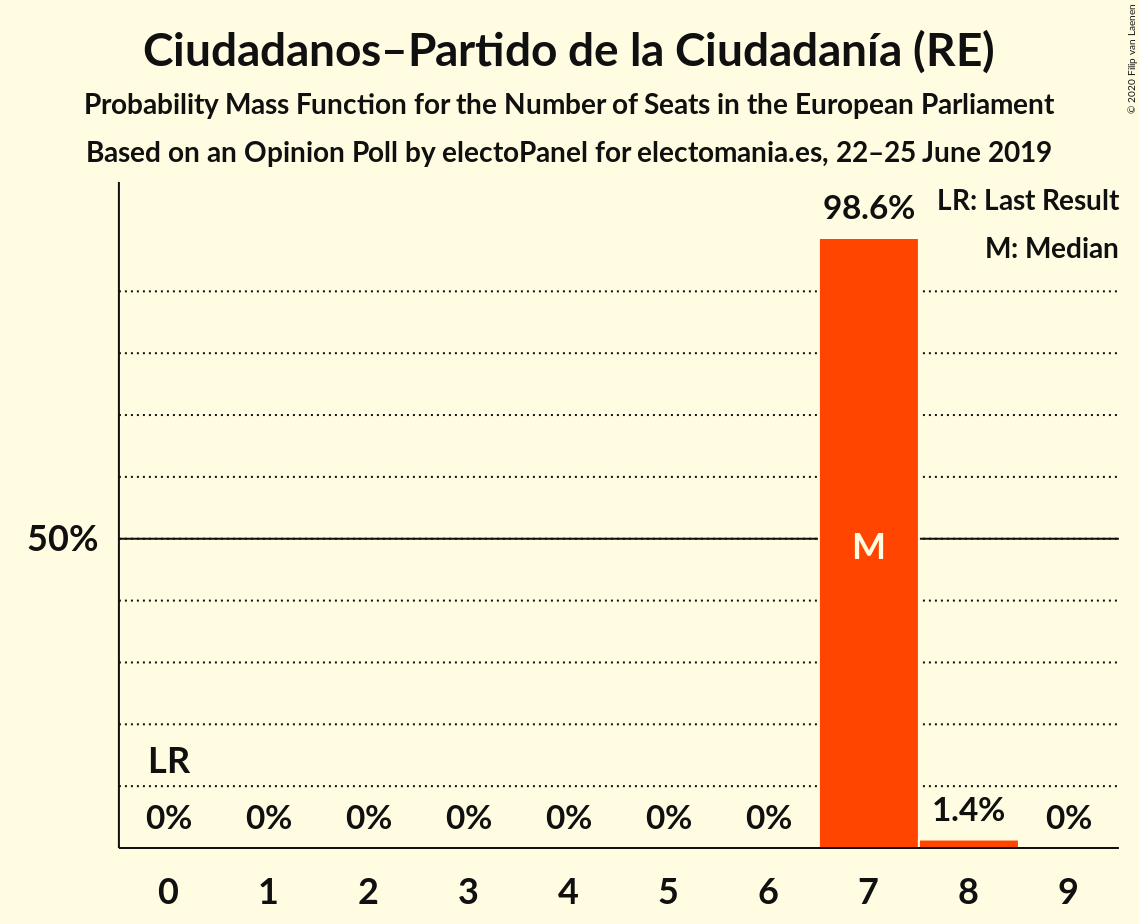 Ciudadanos–Partido de la Ciudadanía (RE)
Probability Mass Function for the Number of Seats in the European Parliament
Based on an Opinion Poll by electoPanel for electomania.es, 22–25 June 2019
© 2020 Filip van Laenen
98.6%
LR: Last Result
M: Median
50%
M
LR
0% 0% 0% 0% 0% 0% 0% 1.4% 0%
0 1 2 3 4 5 6 7 8 9